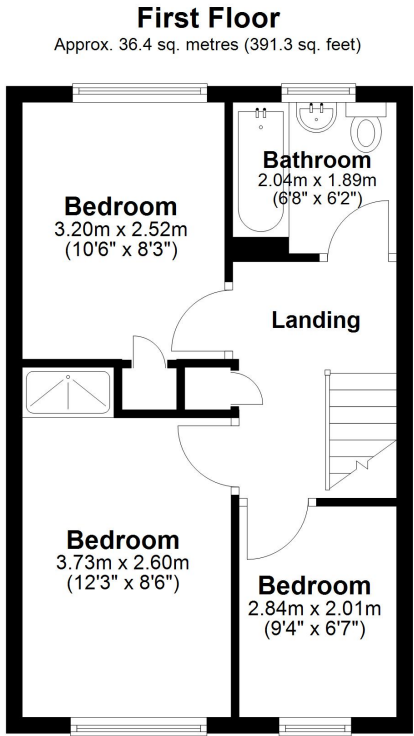 First Floor
Approx. 36.4 sq. metres (391.3 sq. feet)
Bathroom
2.04m x 1.89m
(6'8" x 6'2")
Bedroom
3.20m x 2.52m
(10'6" x 8'3")
Landing
Bedroom
3.73m x 2.60m
(12'3" x 8'6")
Bedroom
2.84m x 2.01m
(9'4" x 6'7")